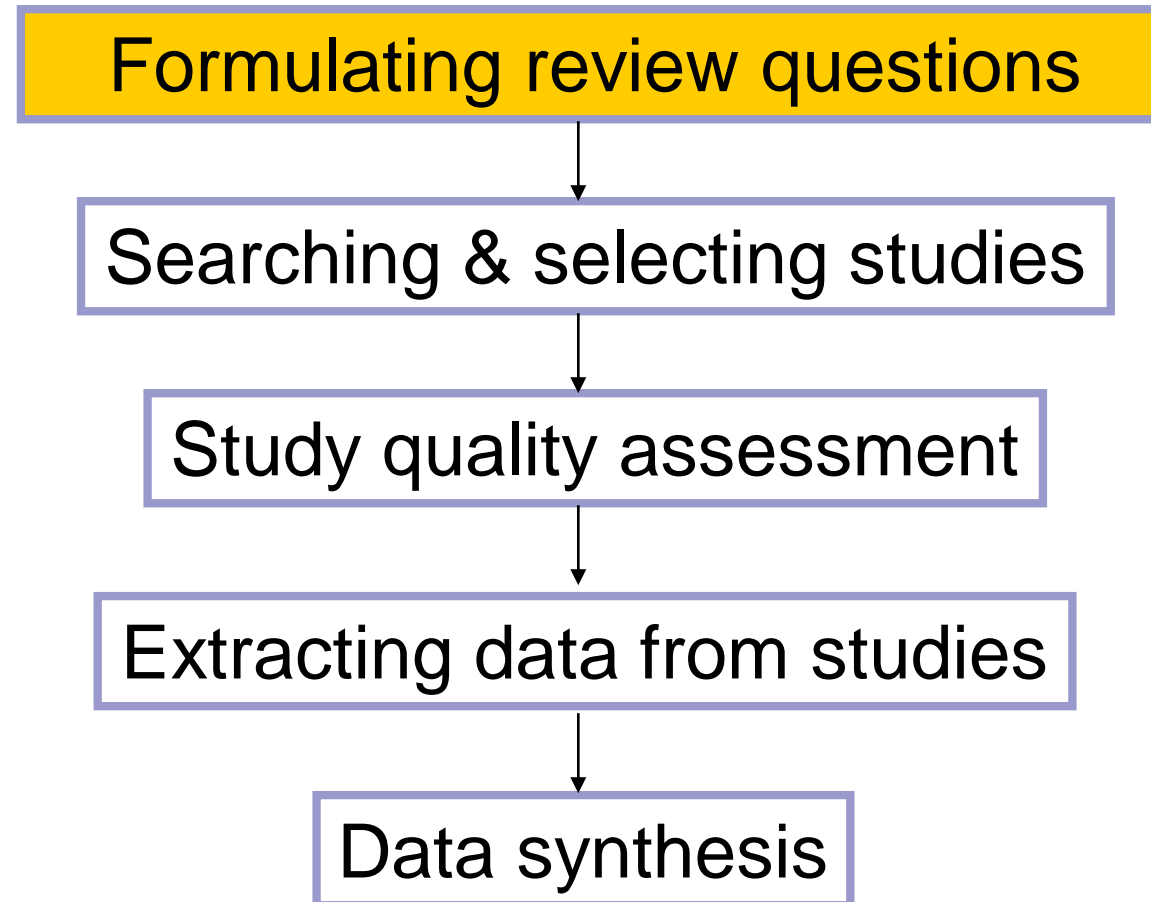 Formulating review questions
Searching & selecting studies
Study quality assessment
Extracting data from studies
Data synthesis